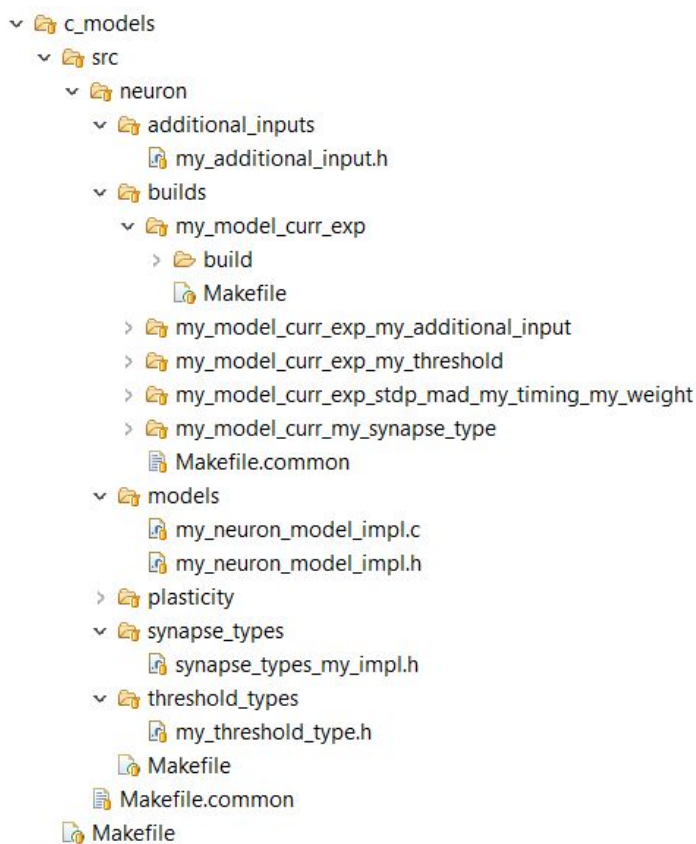 c_models
src
neuron
additional_inputs
my_additional_input.h
builds
my_model_curr_exp
build
Makefile
my_model_curr_exp_my_additional_input
my_model_curr_exp_my_threshold
my_model_curr_exp_stdp_mad_my_timing_my_weight
my_model_curr_my_synapse_type
Makefile.common
models
my_neuron_model_impl.c
my_neuron_model_impl.h
plasticity
synapse_types
synapse_types_my_impl.h
threshold_types
my_threshold_type.h
Makefile
Makefile.common
Makefile